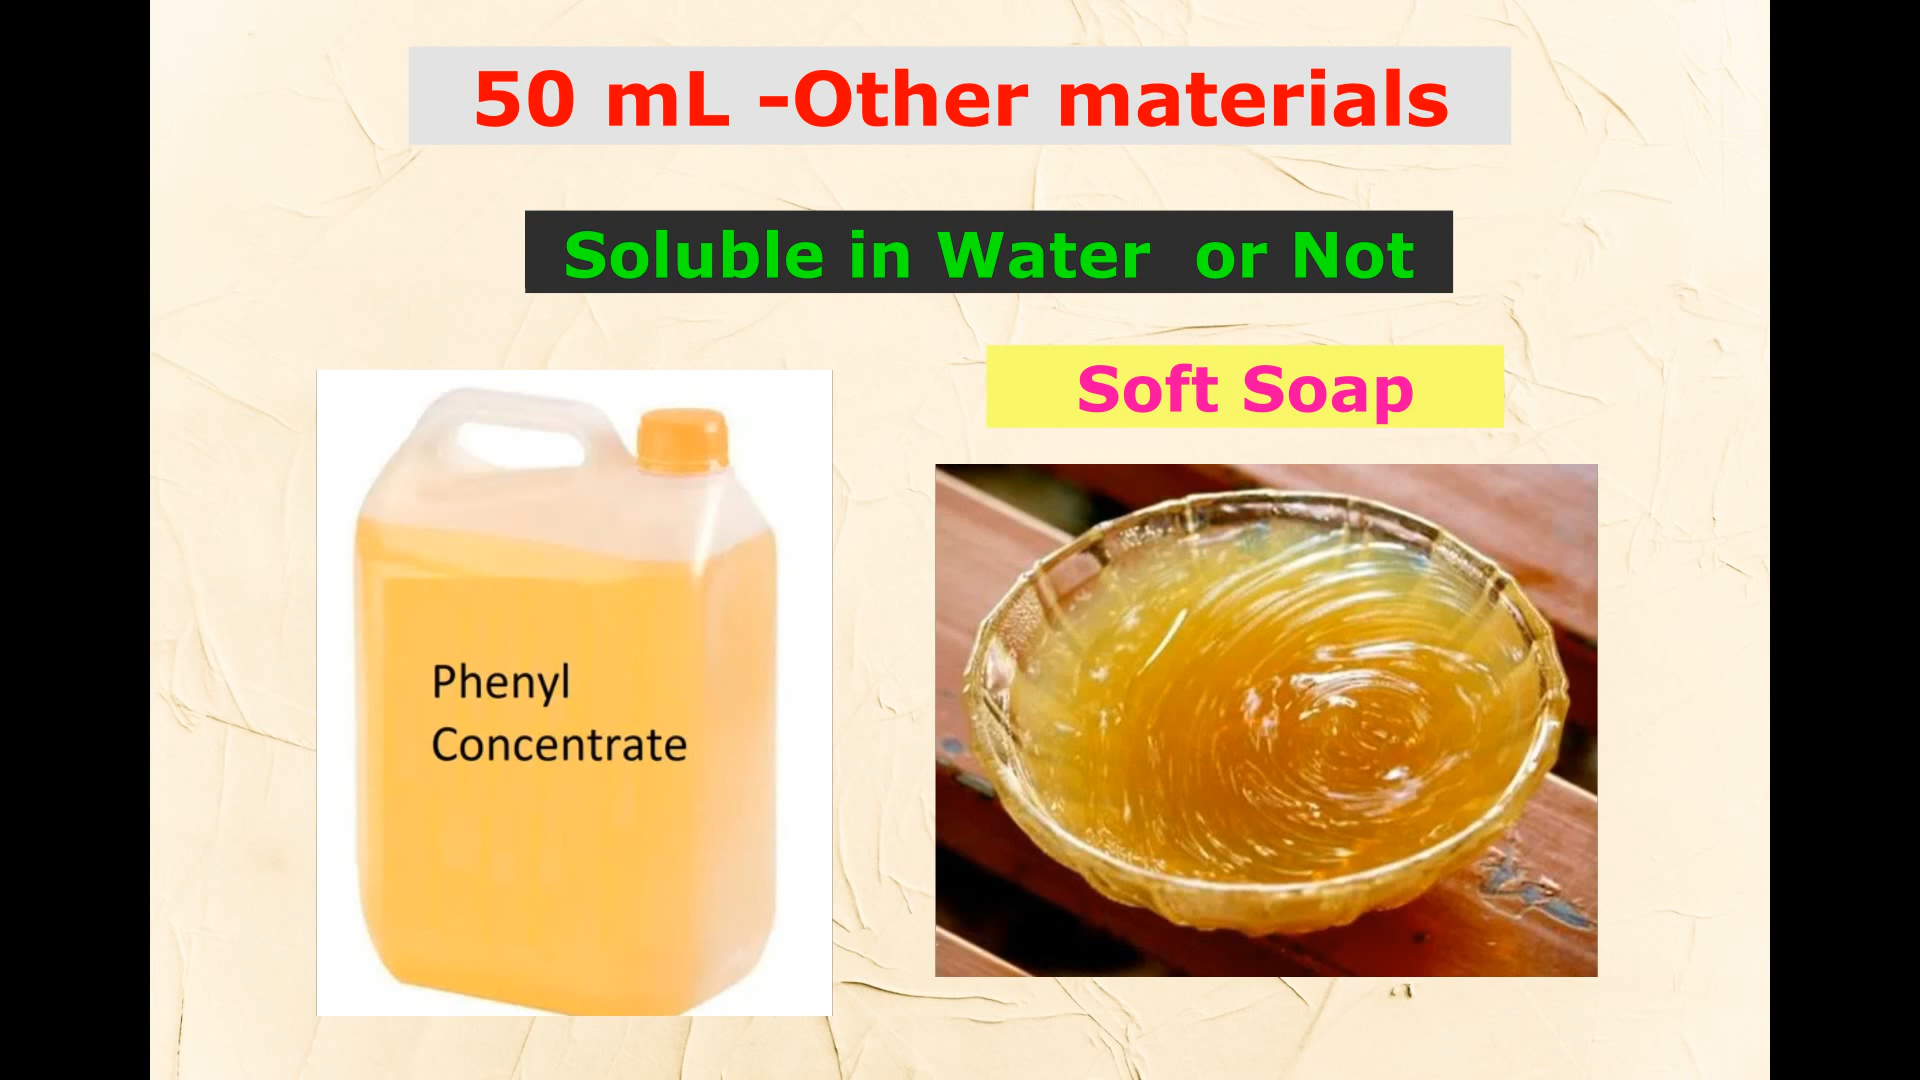 50 mL -Other materials
Soluble in Water or Not
Soft Soap
Phenyl
Concentrate